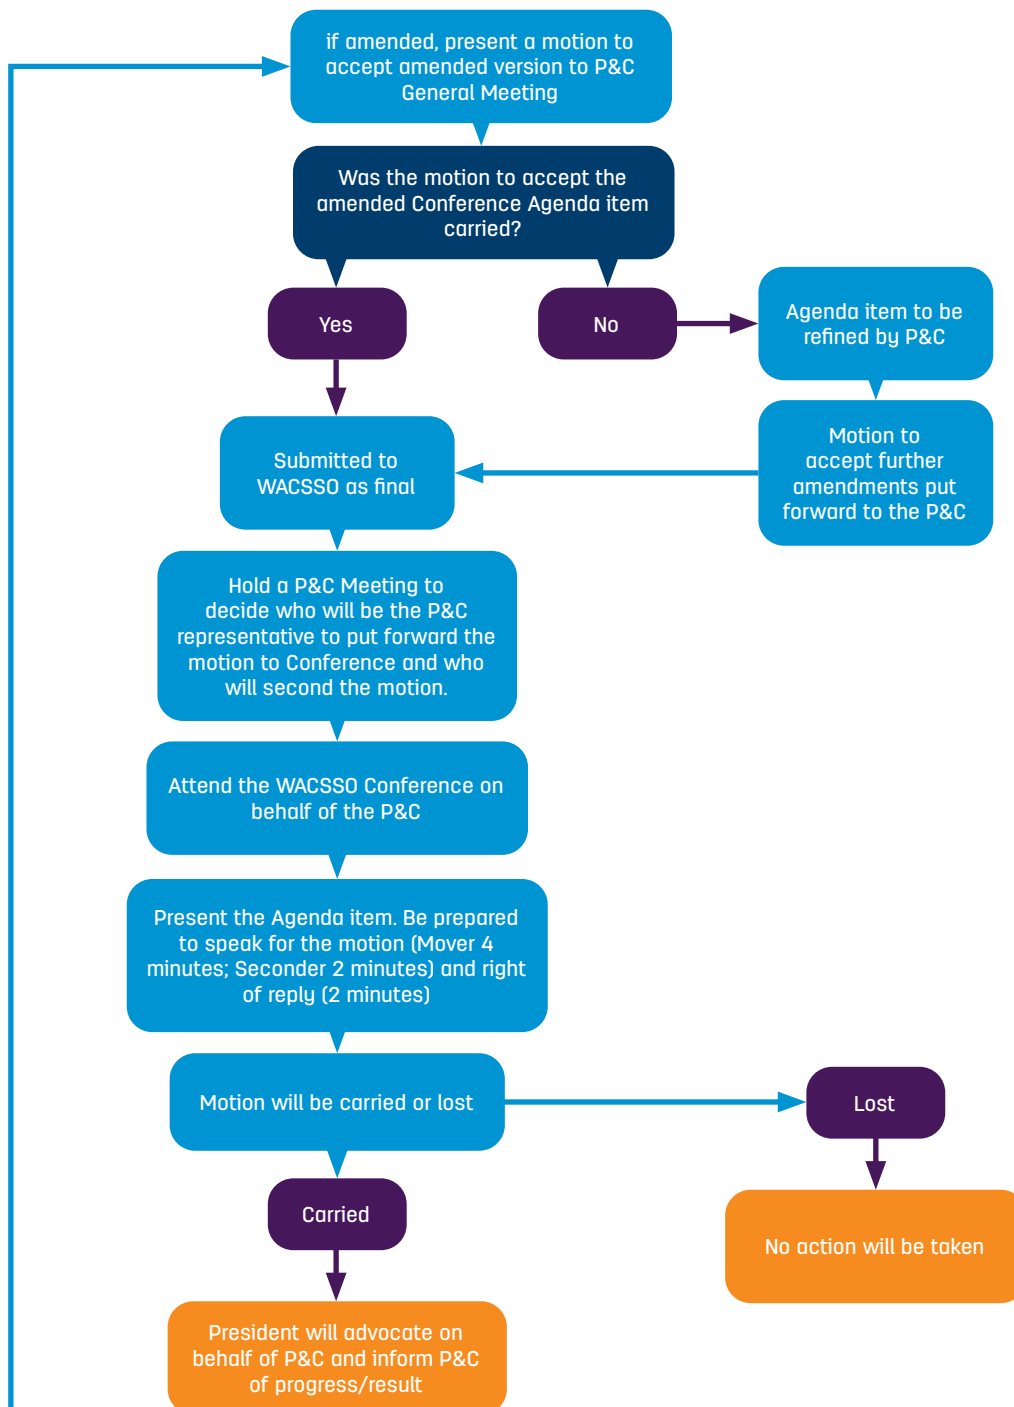 if amended, present a motion to
accept amended version to P&C
General Meeting
Was the motion to accept the
amended Conference Agenda item
carried?
Yes
No
Agenda item to be
refined by P&C
Submitted to
WACSSO as final
Motion to
accept further
amendments put
forward to the P&C
Hold a P&C Meeting to
decide who will be the P&C
representative to put forward the
motion to Conference and who
will second the motion.
Attend the WACSSO Conference on
behalf of the P&C
Present the Agenda item. Be prepared
to speak for the motion (Mover 4
minutes; Seconder 2 minutes) and right
of reply (2 minutes)
Motion will be carried or lost
Lost
Carried
No action will be taken
President will advocate on
behalf of P&C and inform P&C
of progress/result